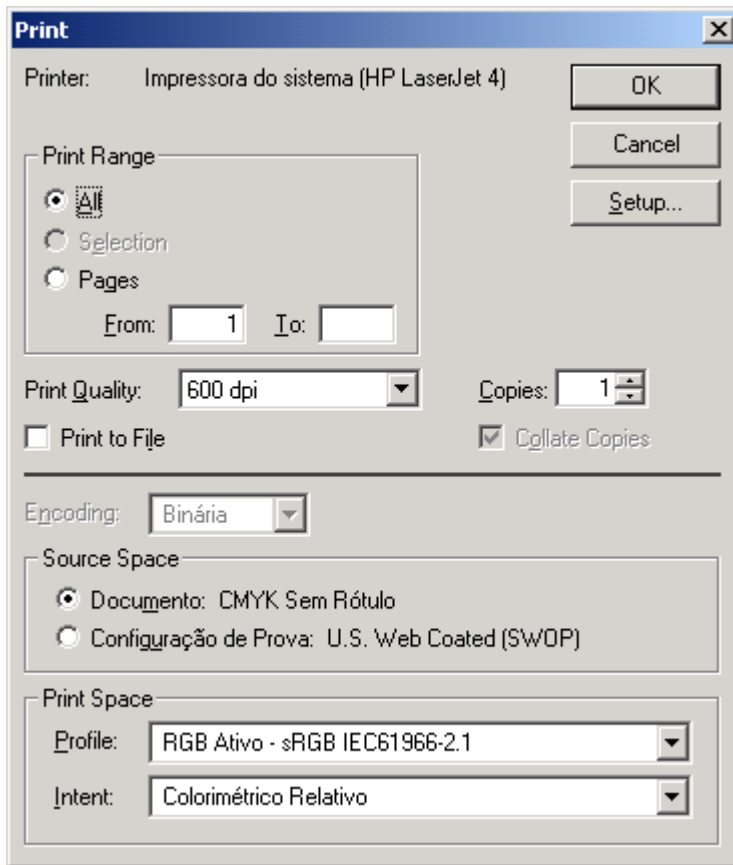 Print
Printer: Impressora do sistema (HP LaserJet 4)
OK
Cancel
Setup...
Print Range
All
Selection
Pages
From: 1 To:
Print Quality: 600 dpi
Copies: 1
Print to File
Collate Copies
Encoding: Binária
Source Space
Documento: CMYK Sem Rótulo
Configuração de Prova: U.S. Web Coated (SWOP)
Print Space
Profile: RGB Ativo - sRGB IEC61966-2.1
Intent: Colorimétrico Relativo